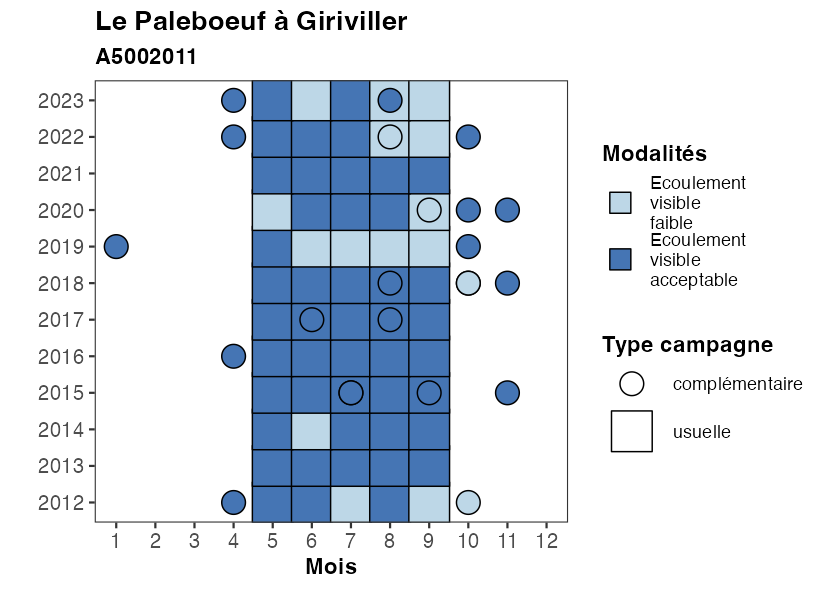 Le Paleboeuf à Giriviller
A5002011
2023
2022
2021
2020
2019
2018
2017
2016
2015
2014
2013
2012
1 2 3 4 5 6 7 8 9 10 11 12
Mois
Modalités
Ecoulement
visible
faible
Ecoulement
visible
acceptable
Type campagne
complémentaire
usuelle